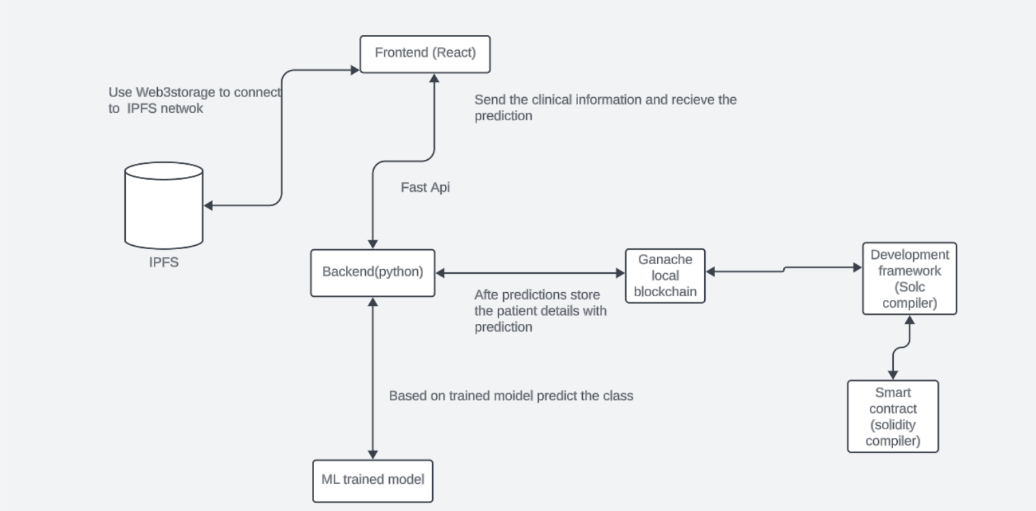 Frontend (React)
Use Web3storage to connect
to IPFS netwok
Send the clinical information and recieve the
prediction
Fast Api
IPFS
Backend(python)
Ganache
local
blockchain
Development
framework
(Solc
compiler)
Afte predictions store
the patient details with
prediction
Based on trained moidel predict the class
Smart
contract
(solidity
compiler)
ML trained model